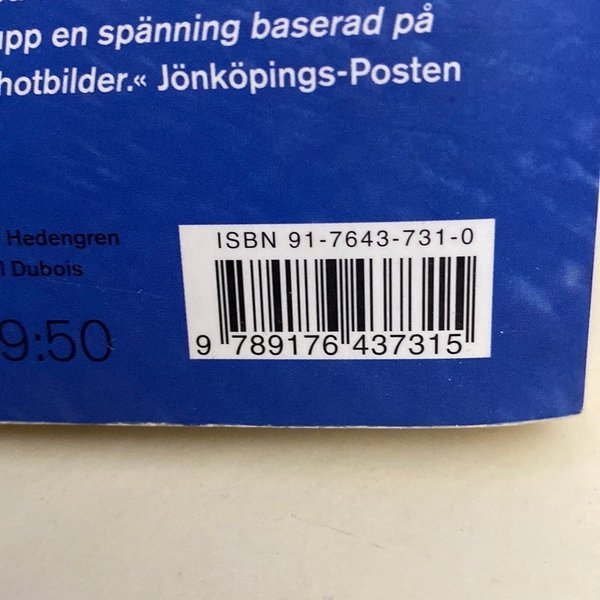 upp en spänning baserad på
hotbilder.« Jönköpings-Posten
Hedengren
Dubois
9:50
ISBN 91-7643-731-0
9 789176 437315